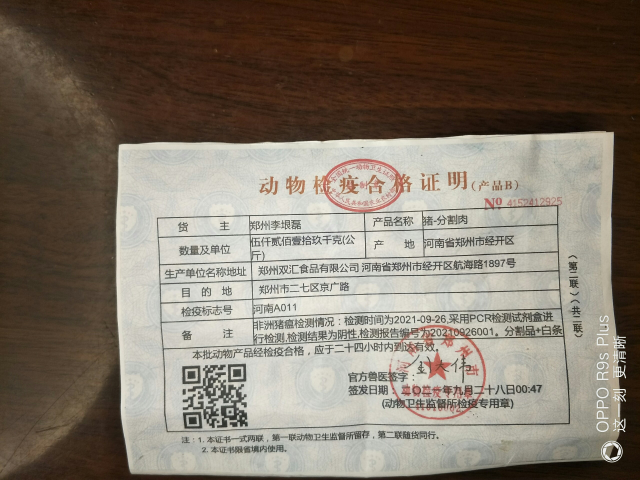 动物检疫合格证明(产品B)
№ 4152412925
货 主 郑州李垠磊 产品名称 猪-分割肉
数量及单位 伍仟贰佰壹拾玖千克(公斤) 产 地 河南省郑州市经开区
生产单位名称地址 郑州双汇食品有限公司 河南省郑州市经开区航海路1897号
目 的 地 郑州市二七区京广路
检疫标志号 河南A011
备 注 非洲猪瘟检测情况：检测时间为2021-09-26,采用PCR检测试剂盒进
行检测,检测结果为阴性,检测报告编号为20210926001。分割品+白条
本批动物产品经检疫合格，应于二十四小时内到达有效。
官方兽医签字：
签发日期：二〇二一年九月二十八日00:47
(动物卫生监督所检疫专用章)
注：1. 本证书一式两联，第一联动物卫生监督所留存，第二联随货同行。
2. 本证书限省境内使用。
(第二联)(共二联)
OPPO R9s Plus
这一刻 更清晰